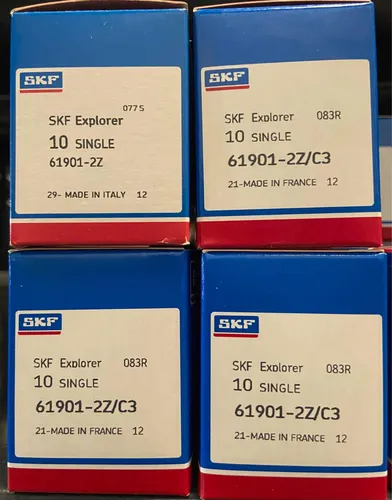 SKF
077S
SKF Explorer
10 SINGLE
61901-2Z
29- MADE IN ITALY 12
SKF
SKF Explorer 083R
10 SINGLE
61901-2Z/C3
21-MADE IN FRANCE 12
SKF
SKF Explorer 083R
10 SINGLE
61901-2Z/C3
21-MADE IN FRANCE 12
SKF
SKF Explorer 083R
10 SINGLE
61901-2Z/C3
21-MADE IN FRANCE 12